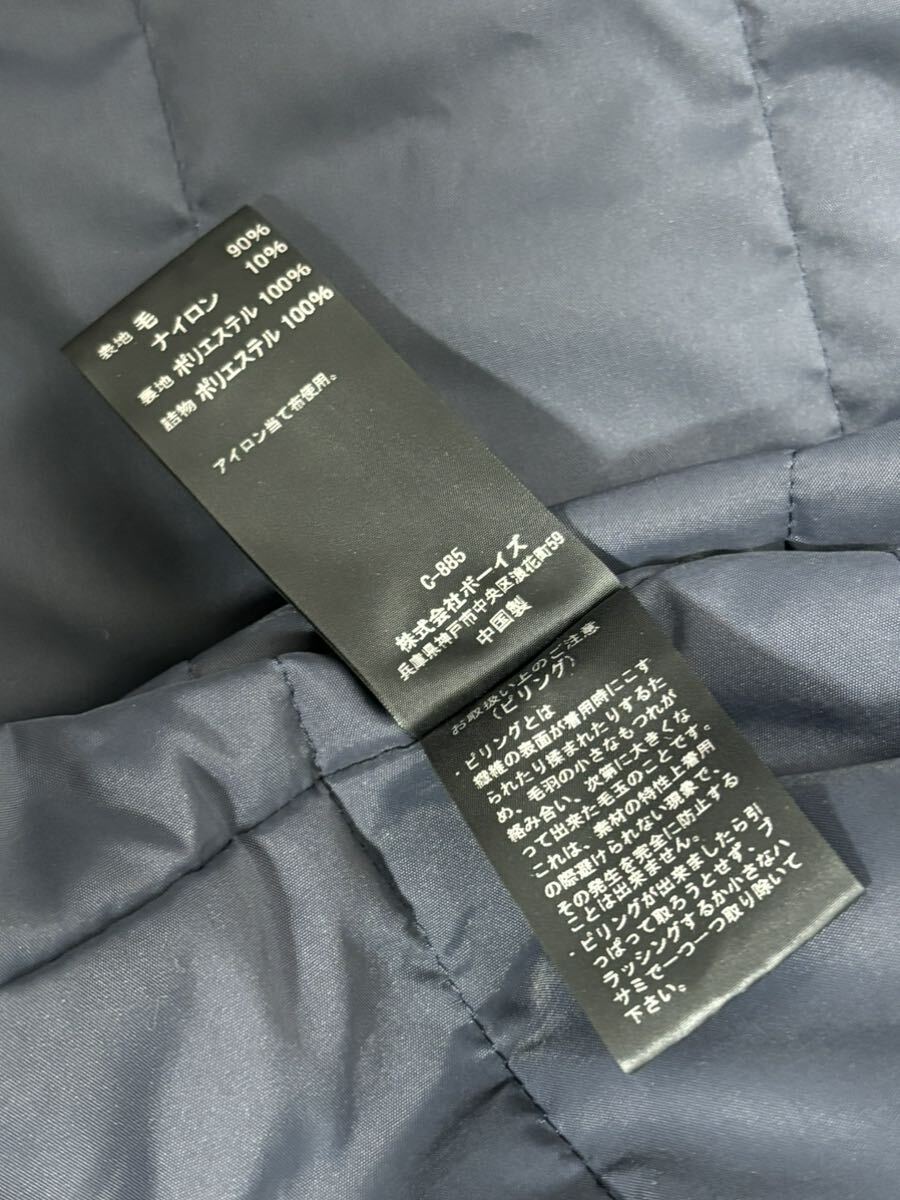 表地 毛 90%
ナイロン 10%
裏地 ポリエステル 100%
詰物 ポリエステル 100%
アイロン当て布使用。
C-885
株式会社ボーイズ
兵庫県神戸市中央区浪花町59
中国製
お取扱い上のご注意
(ピリング)
・ピリングとは
繊維の表面が着用時にこす
られたり揉まれたりするた
め、毛羽の小さなもつれが
絡み合い、次第に大きくな
って出来た毛玉のことです。
これは、素材の特性上着用
の際避けられない現象で、
その発生を完全に防止する
ことは出来ません。
・ピリングが出来ましたら引
っぱって取ろうとせず、ブ
ラッシングするか小さなハ
サミで一つ一つ取り除いて
下さい。